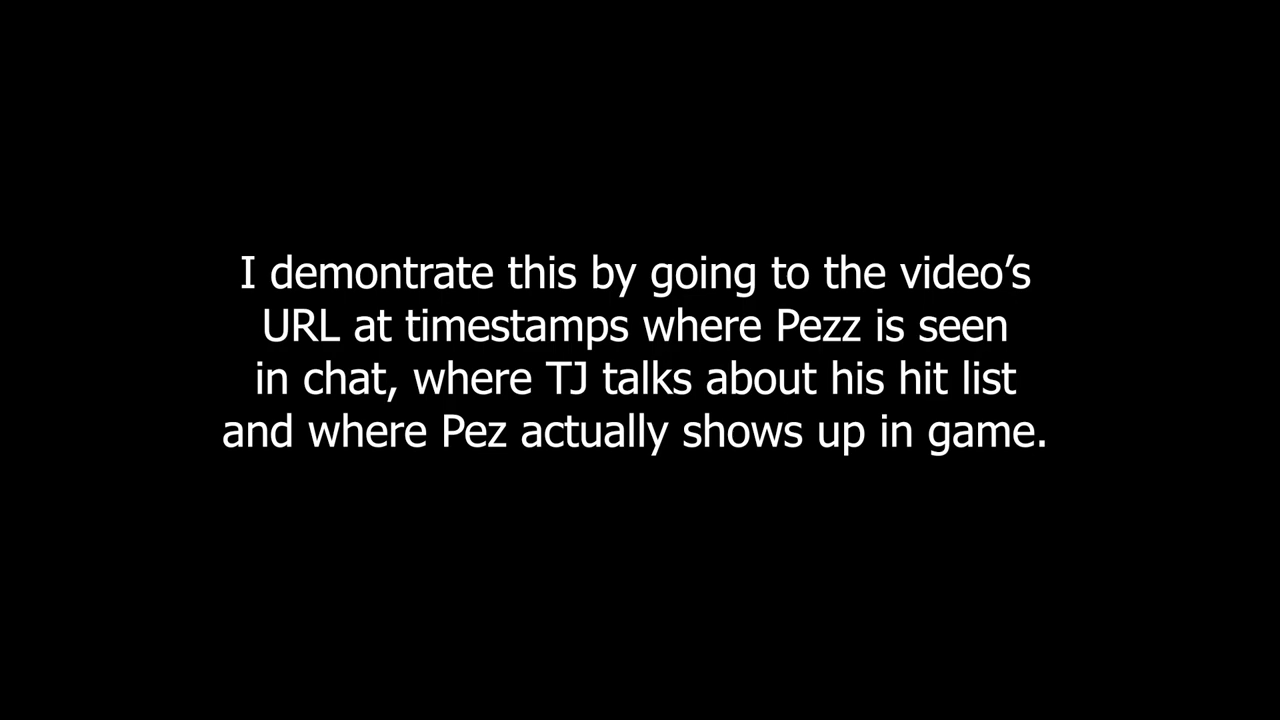 I demontrate this by going to the video’s
URL at timestamps where Pezz is seen
in chat, where TJ talks about his hit list
and where Pez actually shows up in game.